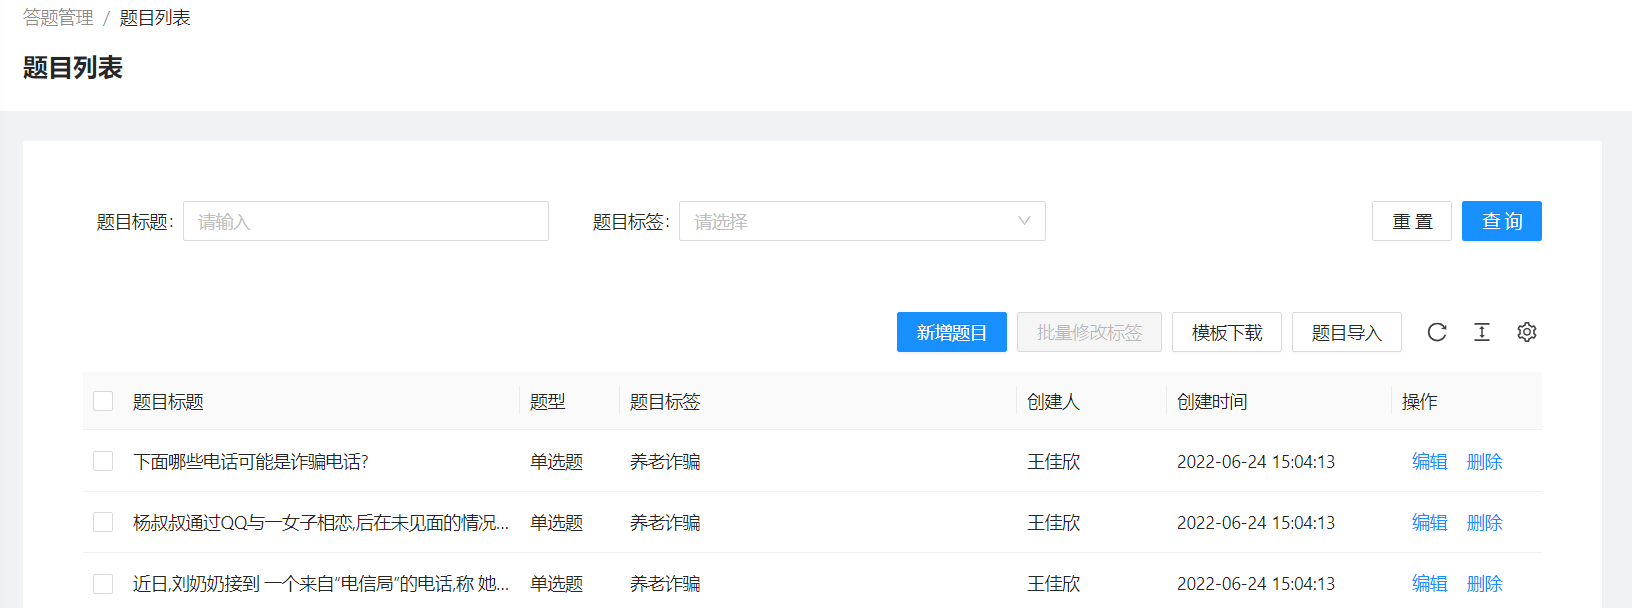 答题管理 / 题目列表
题目列表
题目标题: 请输入 题目标签: 请选择 重 置 查 询
新增题目 批量修改标签 模板下载 题目导入
题目标题 题型 题目标签 创建人 创建时间 操作
下面哪些电话可能是诈骗电话? 单选题 养老诈骗 王佳欣 2022-06-24 15:04:13 编辑 删除
杨叔叔通过QQ与一女子相恋,后在未见面的情况... 单选题 养老诈骗 王佳欣 2022-06-24 15:04:13 编辑 删除
近日,刘奶奶接到 一个来自“电信局”的电话,称 她... 单选题 养老诈骗 王佳欣 2022-06-24 15:04:13 编辑 删除